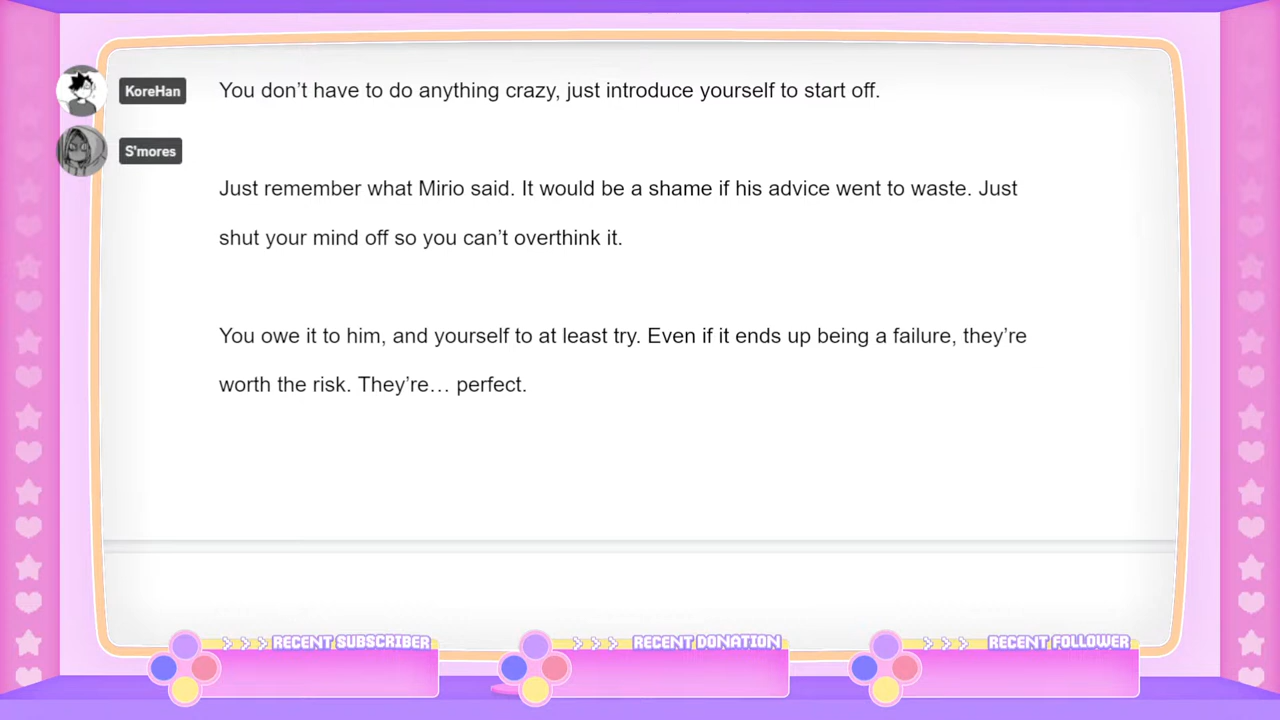 KoreHan
You don’t have to do anything crazy, just introduce yourself to start off.
S'mores
Just remember what Mirio said. It would be a shame if his advice went to waste. Just
shut your mind off so you can’t overthink it.
You owe it to him, and yourself to at least try. Even if it ends up being a failure, they’re
worth the risk. They’re… perfect.
> > > RECENT SUBSCRIBER
> > > RECENT DONATION
> > > RECENT FOLLOWER